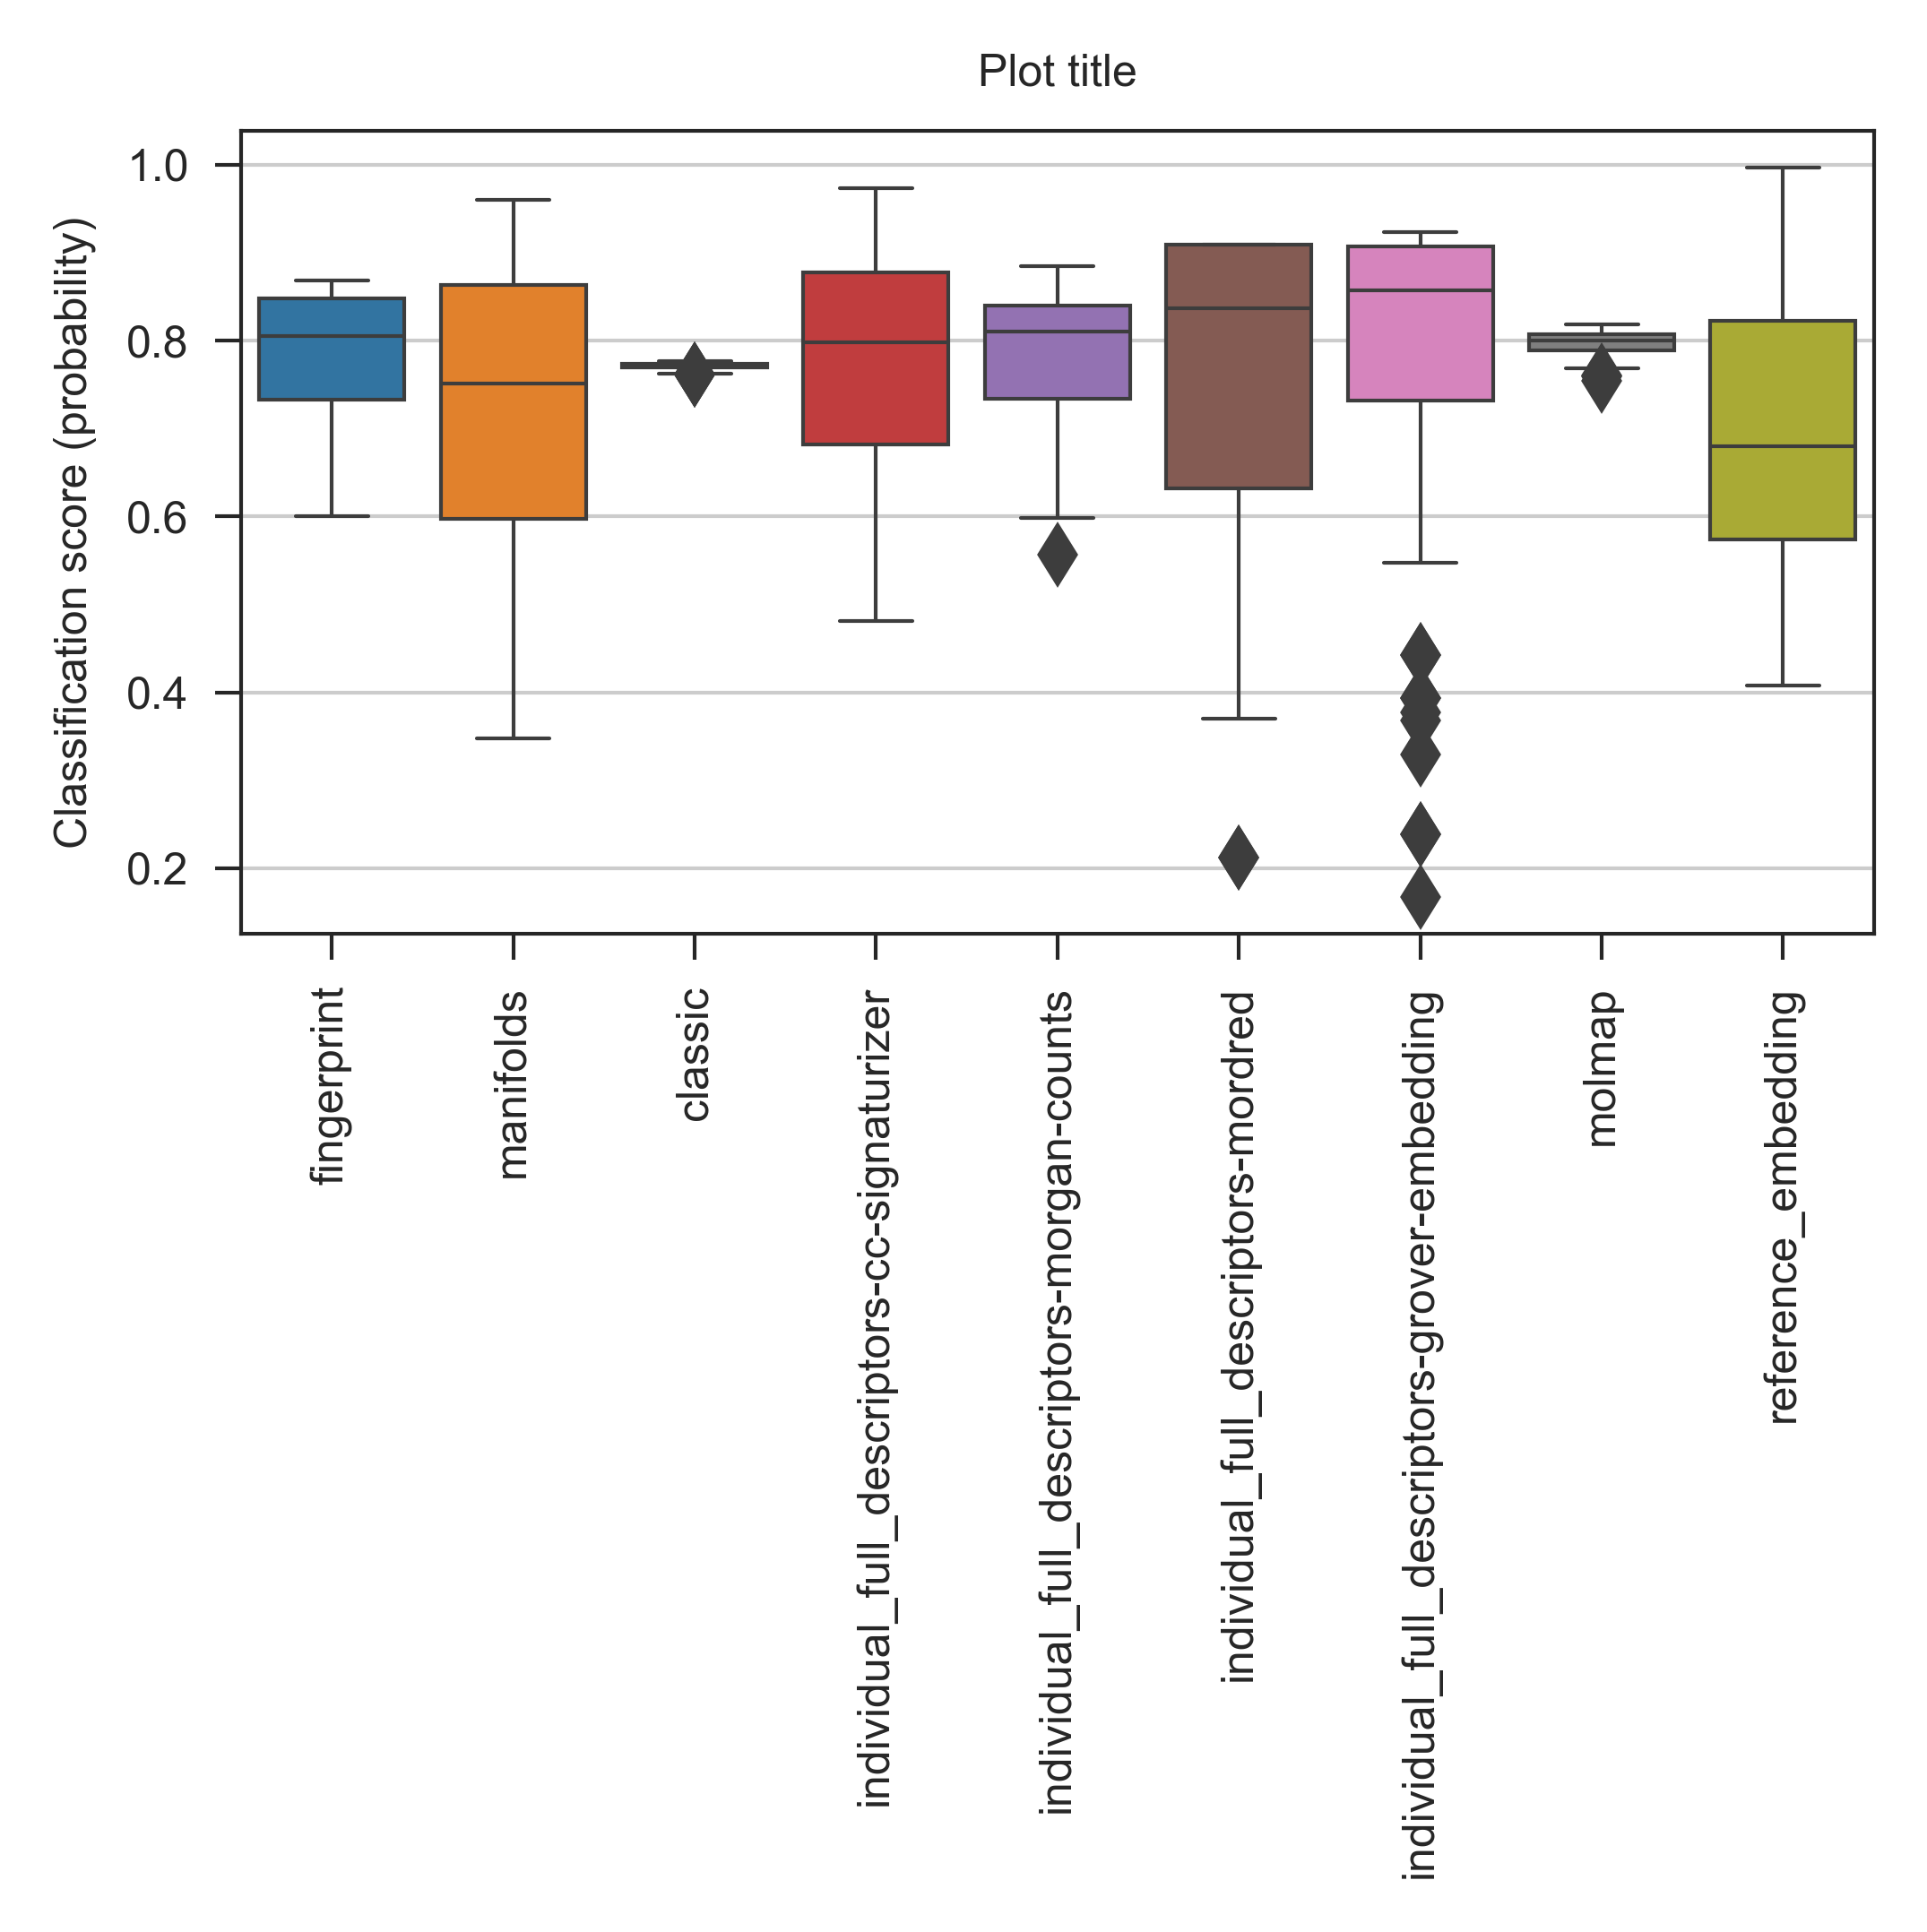 Plot title
Classification score (probability)
1.0
0.8
0.6
0.4
0.2
fingerprint
manifolds
classic
individual_full_descriptors-cc-signaturizer
individual_full_descriptors-morgan-counts
individual_full_descriptors-mordred
individual_full_descriptors-grover-embedding
molmap
reference_embedding